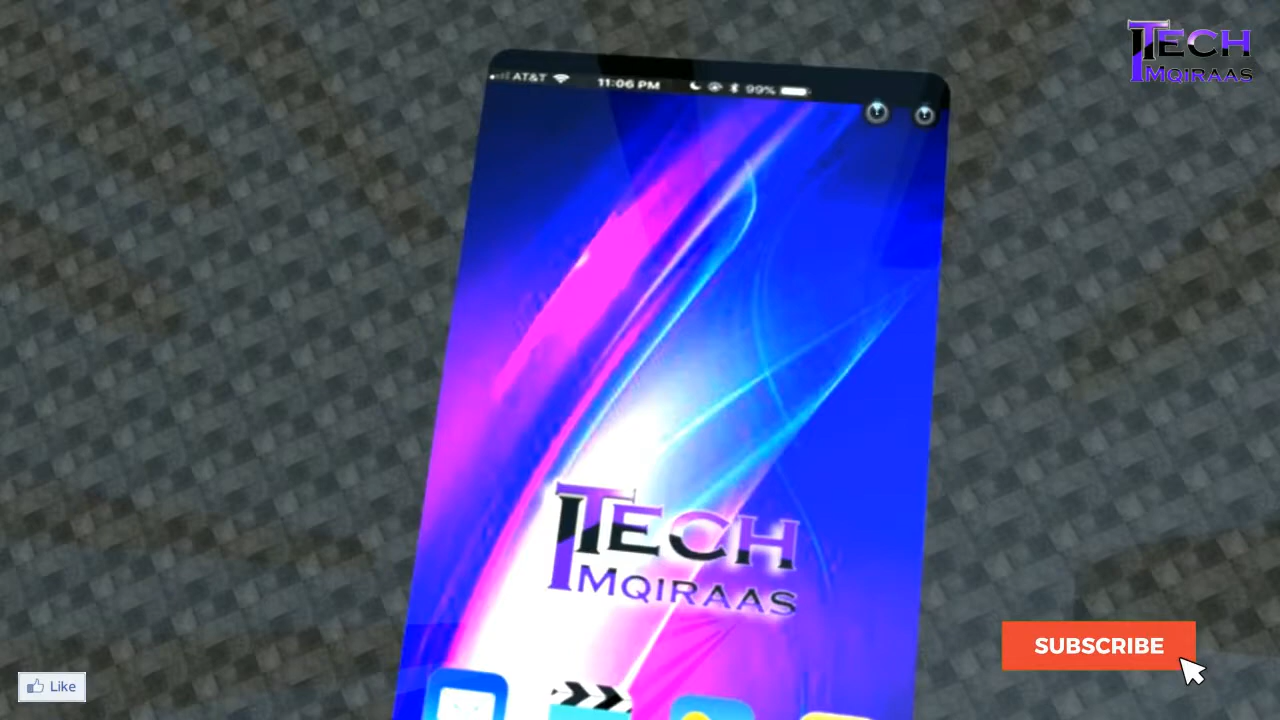 TECH
MQIRAAS
AT&T 11:06 PM 99%
TECH
MQIRAAS
SUBSCRIBE
Like